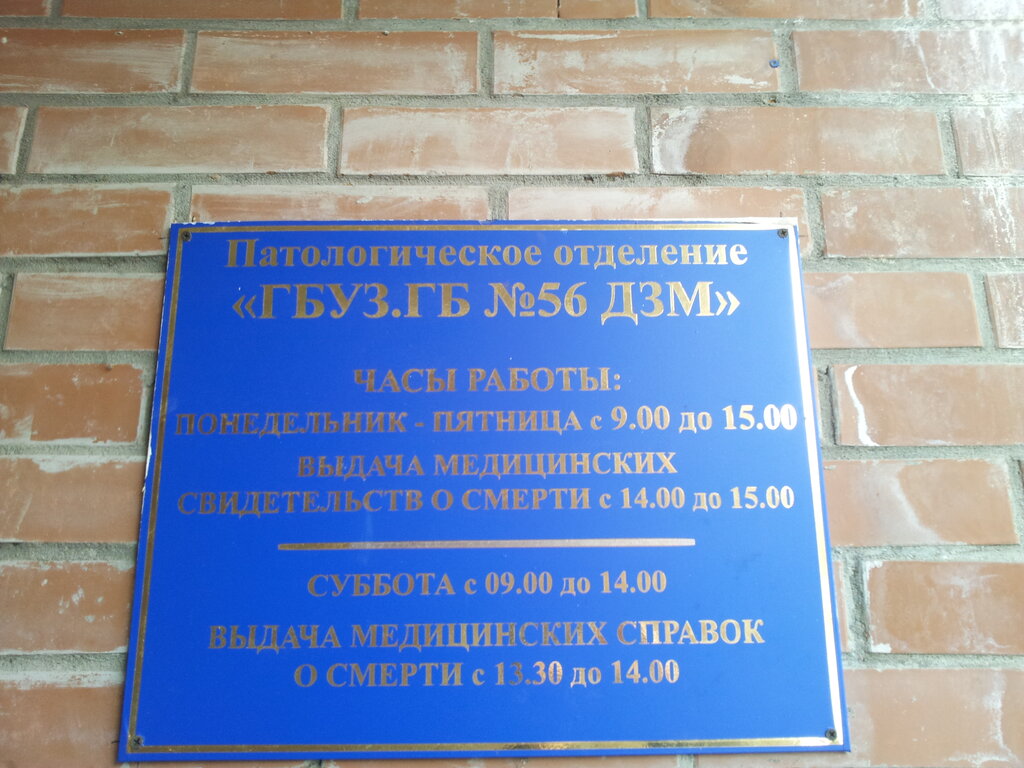 Патологическое отделение
«ГБУЗ.ГБ №56 ДЗМ»
ЧАСЫ РАБОТЫ:
ПОНЕДЕЛЬНИК - ПЯТНИЦА с 9.00 до 15.00
ВЫДАЧА МЕДИЦИНСКИХ
СВИДЕТЕЛЬСТВ О СМЕРТИ с 14.00 до 15.00
СУББОТА с 09.00 до 14.00
ВЫДАЧА МЕДИЦИНСКИХ СПРАВОК
О СМЕРТИ с 13.30 до 14.00